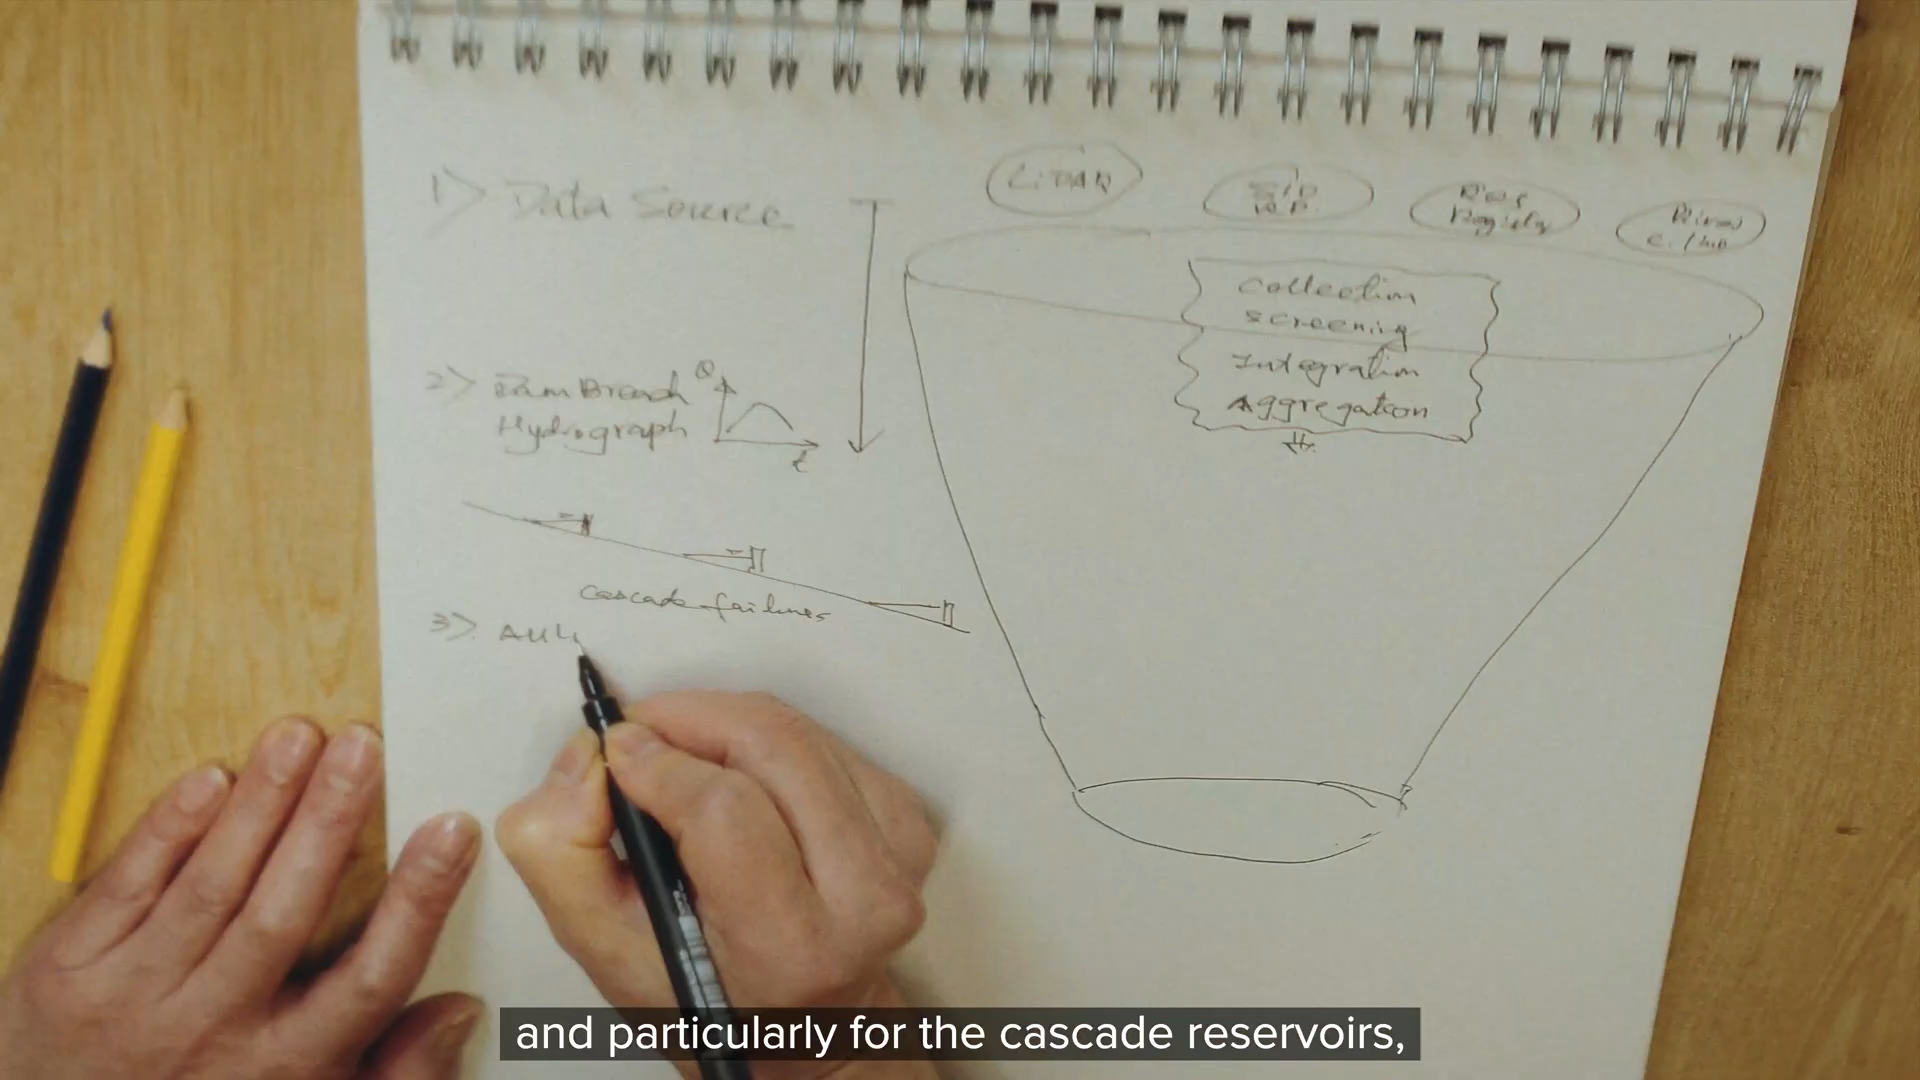 1> Data Source
LiDAR
Collection
screening
Integration
Aggregation
2> Dam Breach
Hydrograph
Q
t
cascade failures
3>
and particularly for the cascade reservoirs,